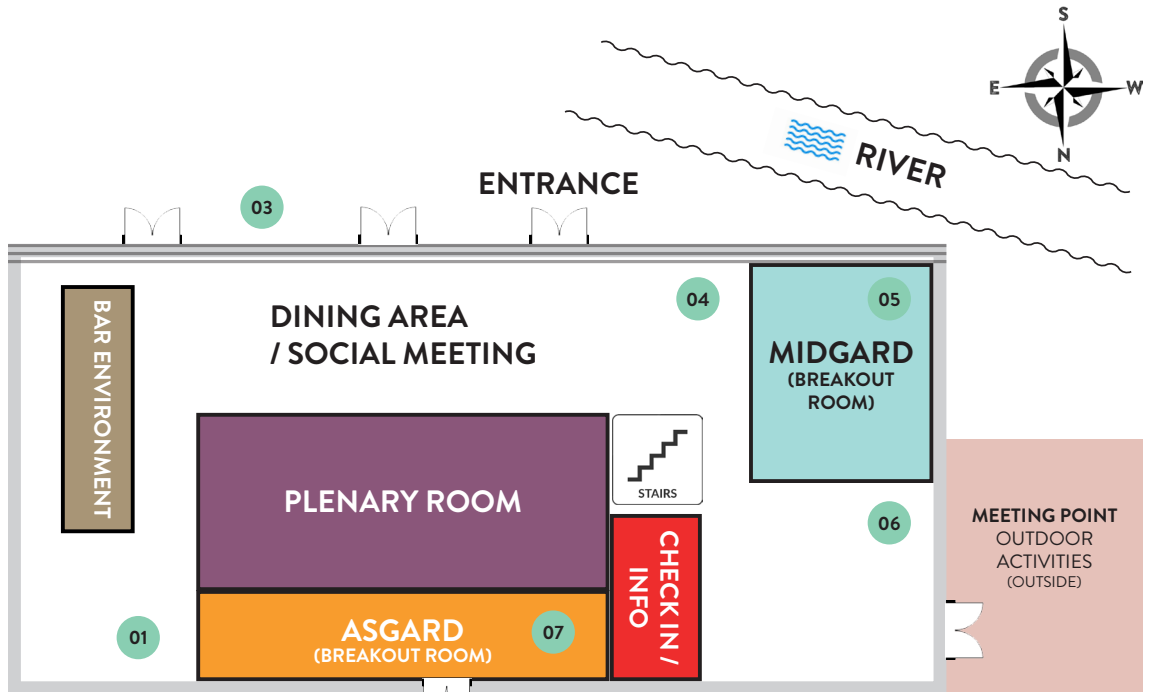 S
E
W
N
RIVER
ENTRANCE
03
04
05
DINING AREA
/ SOCIAL MEETING
BAR ENVIRONMENT
MIDGARD
(BREAKOUT
ROOM)
PLENARY ROOM
STAIRS
06
MEETING POINT
OUTDOOR
ACTIVITIES
(OUTSIDE)
CHECK IN /
INFO
01
ASGARD
(BREAKOUT ROOM)
07